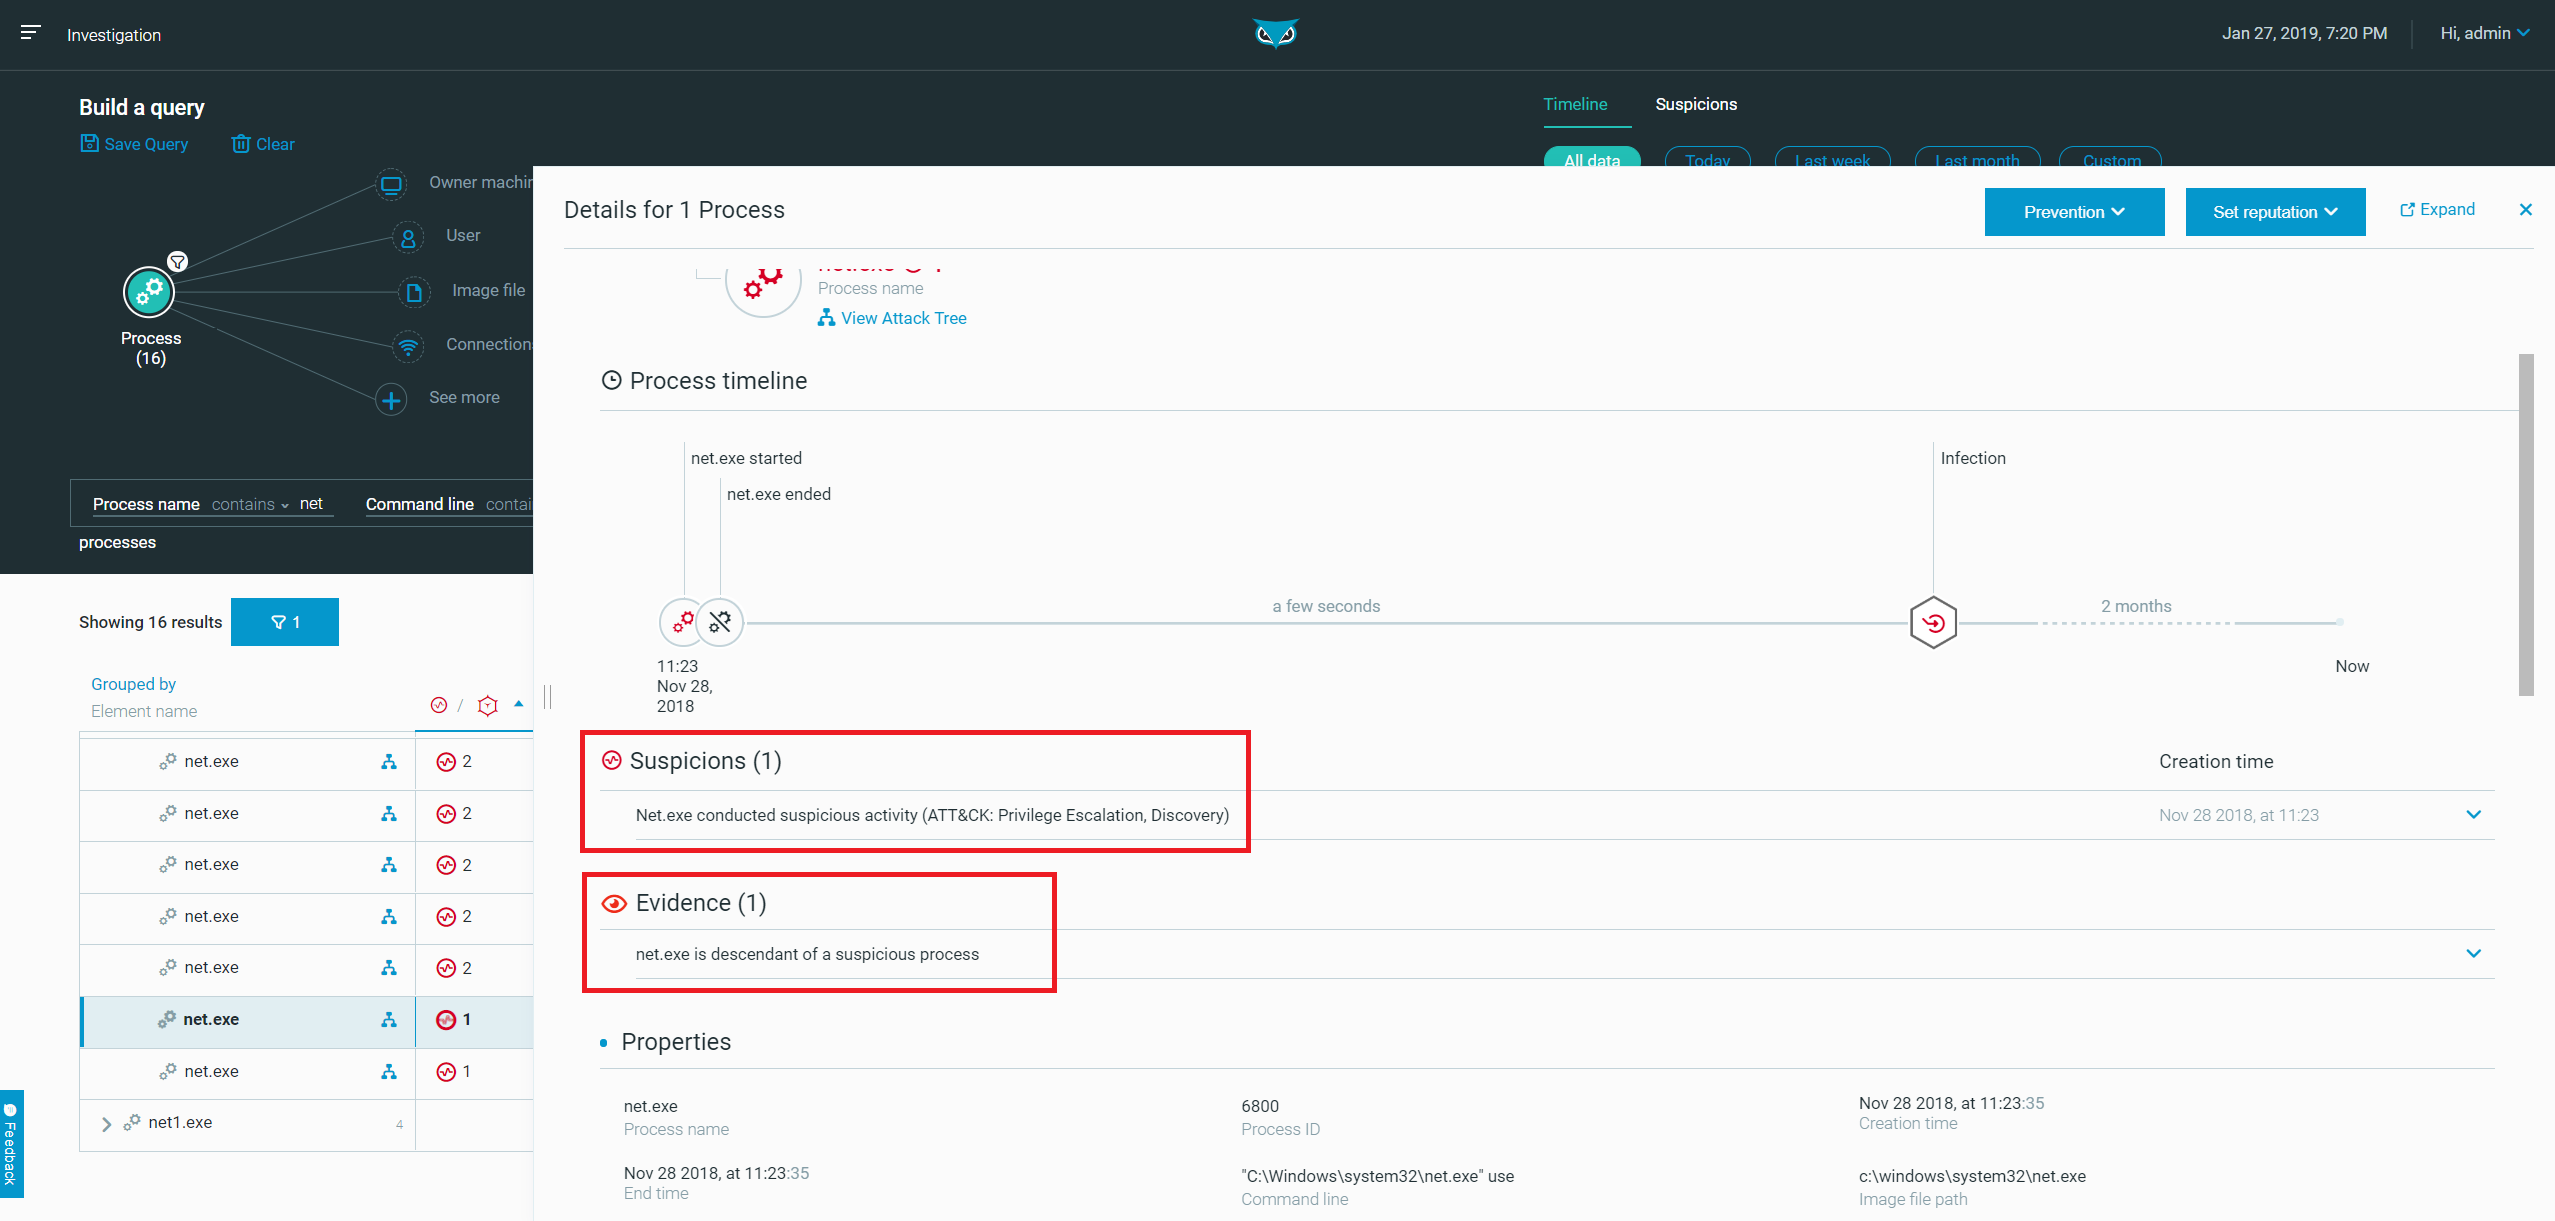 Investigation
Jan 27, 2019, 7:20 PM
Hi, admin
Build a query
Save Query
Clear
Timeline
Suspicions
All data
Today
Last week
Last month
Custom
Owner machin
User
Image file
Connection
See more
Process
(16)
Process name contains net
Command line contai
processes
Showing 16 results
1
Grouped by
Element name
/
net.exe 2
net.exe 2
net.exe 2
net.exe 2
net.exe 2
net.exe 1
net.exe 1
net1.exe 4
Feedback
Details for 1 Process
Prevention
Set reputation
Expand
Process name
View Attack Tree
Process timeline
net.exe started
net.exe ended
Infection
a few seconds
2 months
11:23
Nov 28,
2018
Now
Suspicions (1)
Creation time
Net.exe conducted suspicious activity (ATT&CK: Privilege Escalation, Discovery)
Nov 28 2018, at 11:23
Evidence (1)
net.exe is descendant of a suspicious process
Properties
net.exe
Process name
6800
Process ID
Nov 28 2018, at 11:23:35
Creation time
Nov 28 2018, at 11:23:35
End time
"C:\Windows\system32\net.exe" use
Command line
c:\windows\system32\net.exe
Image file path